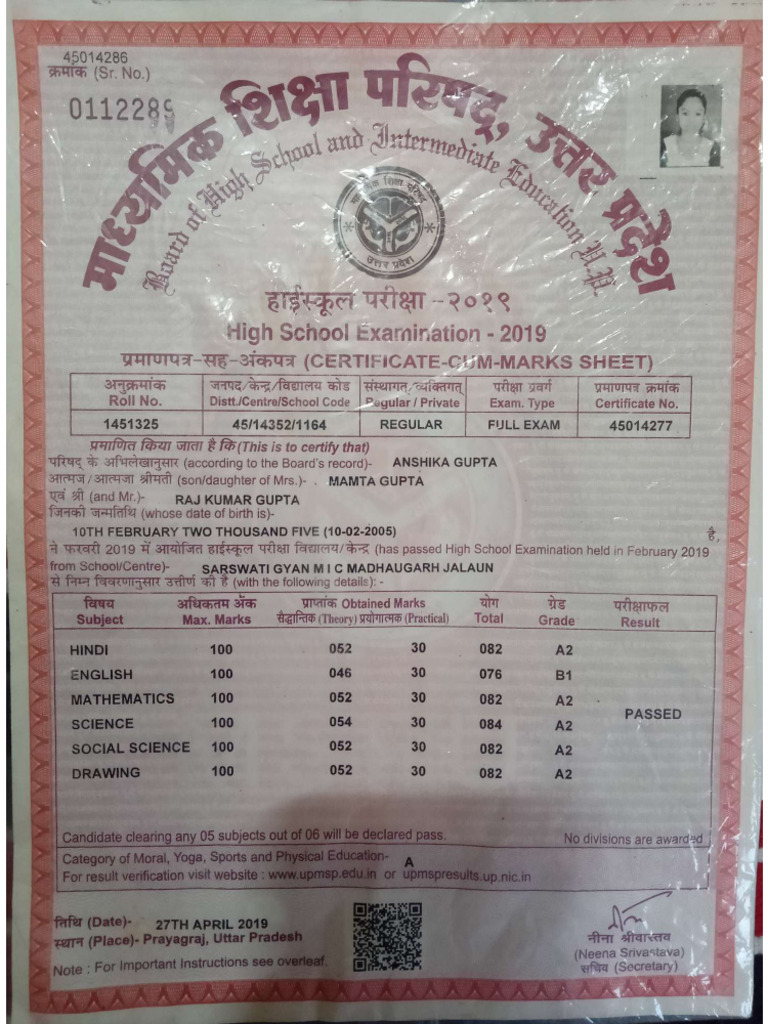 45014286
क्रमांक (Sr. No.)
0112289
माध्यमिक शिक्षा परिषद्, उत्तर प्रदेश
Board of High School and Intermediate Education U.P.
माध्यमिक शिक्षा परिषद्
उत्तर प्रदेश
हाईस्कूल परीक्षा -२०१९
High School Examination - 2019
प्रमाणपत्र-सह-अंकपत्र (CERTIFICATE-CUM-MARKS SHEET)
अनुक्रमांक जनपद/केन्द्र/विद्यालय कोड संस्थागत/व्यक्तिगत् परीक्षा प्रवर्ग प्रमाणपत्र क्रमांक
Roll No. Distt./Centre/School Code Regular / Private Exam. Type Certificate No.
1451325 45/14352/1164 REGULAR FULL EXAM 45014277
प्रमाणित किया जाता है कि (This is to certify that)
परिषद् के अभिलेखानुसार (according to the Board's record)- ANSHIKA GUPTA
आत्मज/आत्मजा श्रीमती (son/daughter of Mrs.)- MAMTA GUPTA
एवं श्री (and Mr.)- RAJ KUMAR GUPTA
जिनकी जन्मतिथि (whose date of birth is)-
10TH FEBRUARY TWO THOUSAND FIVE (10-02-2005) है,
ने फरवरी 2019 में आयोजित हाईस्कूल परीक्षा विद्यालय/केन्द्र (has passed High School Examination held in February 2019
from School/Centre)- SARSWATI GYAN M I C MADHAUGARH JALAUN
से निम्न विवरणानुसार उत्तीर्ण की है (with the following details): -
विषय अधिकतम अँक प्राप्तांक Obtained Marks योग ग्रेड परीक्षाफल
Subject Max. Marks सैद्धान्तिक (Theory) प्रयोगात्मक (Practical) Total Grade Result
HINDI 100 052 30 082 A2
ENGLISH 100 046 30 076 B1
MATHEMATICS 100 052 30 082 A2
PASSED
SCIENCE 100 054 30 084 A2
SOCIAL SCIENCE 100 052 30 082 A2
DRAWING 100 052 30 082 A2
Candidate clearing any 05 subjects out of 06 will be declared pass. No divisions are awarded
Category of Moral, Yoga, Sports and Physical Education- A
For result verification visit website : www.upmsp.edu.in or upmspresults.up.nic.in
तिथि (Date)- 27TH APRIL 2019
स्थान (Place)- Prayagraj, Uttar Pradesh
नीना श्रीवास्तव
(Neena Srivastava)
सचिव (Secretary)
Note : For Important Instructions see overleaf.